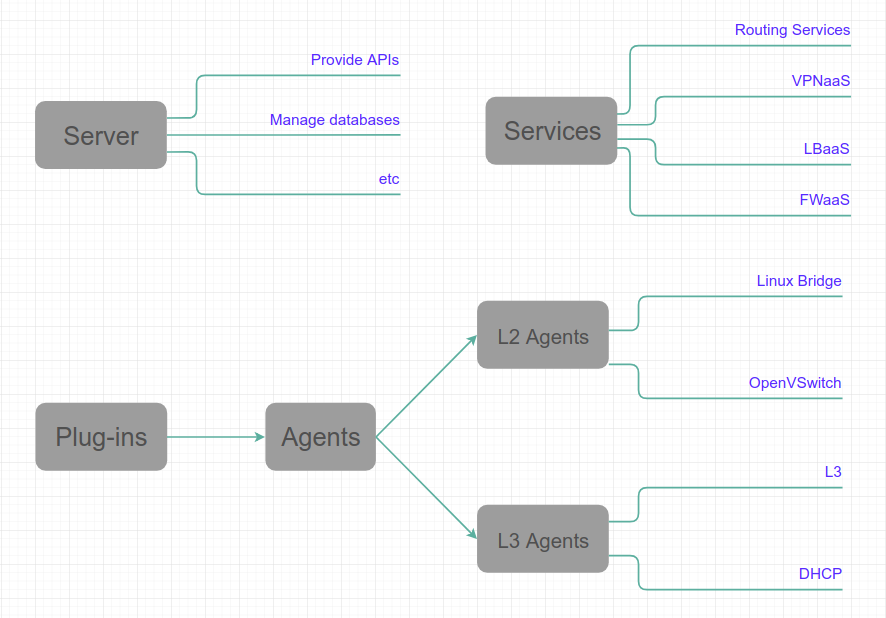 Server
Provide APIs
Manage databases
etc
Services
Routing Services
VPNaaS
LBaaS
FWaaS
Plug-ins
Agents
L2 Agents
Linux Bridge
OpenVSwitch
L3 Agents
L3
DHCP